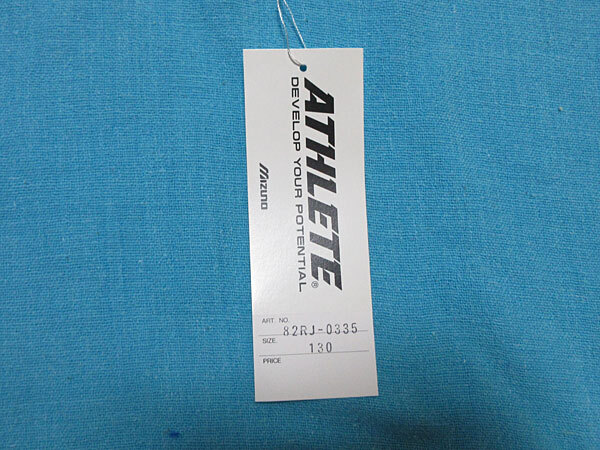 ATHLETE®
DEVELOP YOUR POTENTIAL
MIZUNO
ART NO. 82RJ-0335
SIZE. 130
PRICE